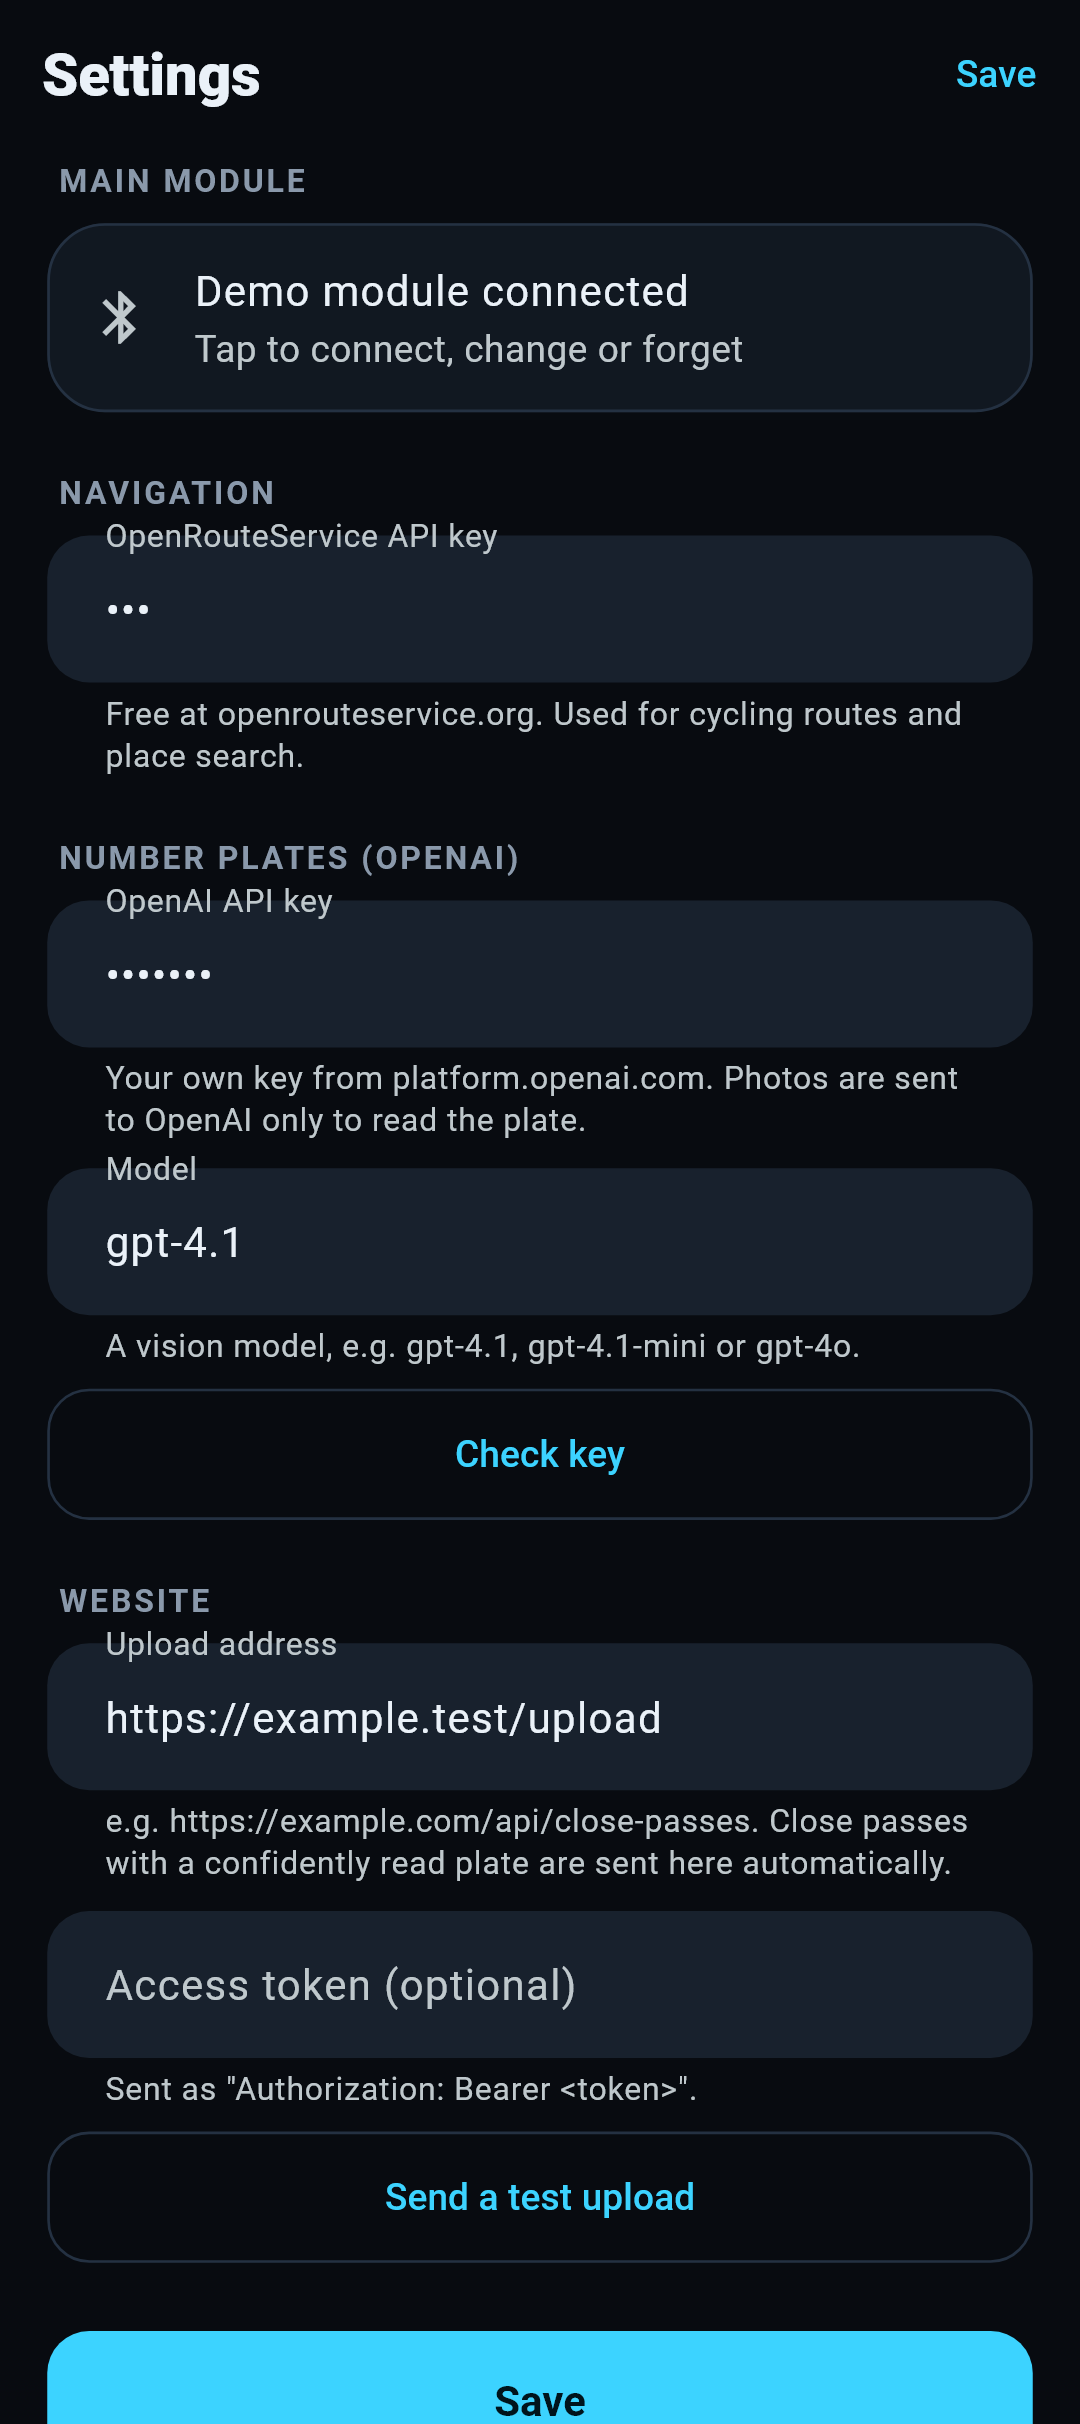 Settings
Save
MAIN MODULE
Demo module connected
Tap to connect, change or forget
NAVIGATION
OpenRouteService API key
•••
Free at openrouteservice.org. Used for cycling routes and
place search.
NUMBER PLATES (OPENAI)
OpenAI API key
•••••••
Your own key from platform.openai.com. Photos are sent
to OpenAI only to read the plate.
Model
gpt-4.1
A vision model, e.g. gpt-4.1, gpt-4.1-mini or gpt-4o.
Check key
WEBSITE
Upload address
https://example.test/upload
e.g. https://example.com/api/close-passes. Close passes
with a confidently read plate are sent here automatically.
Access token (optional)
Sent as "Authorization: Bearer <token>".
Send a test upload
Save